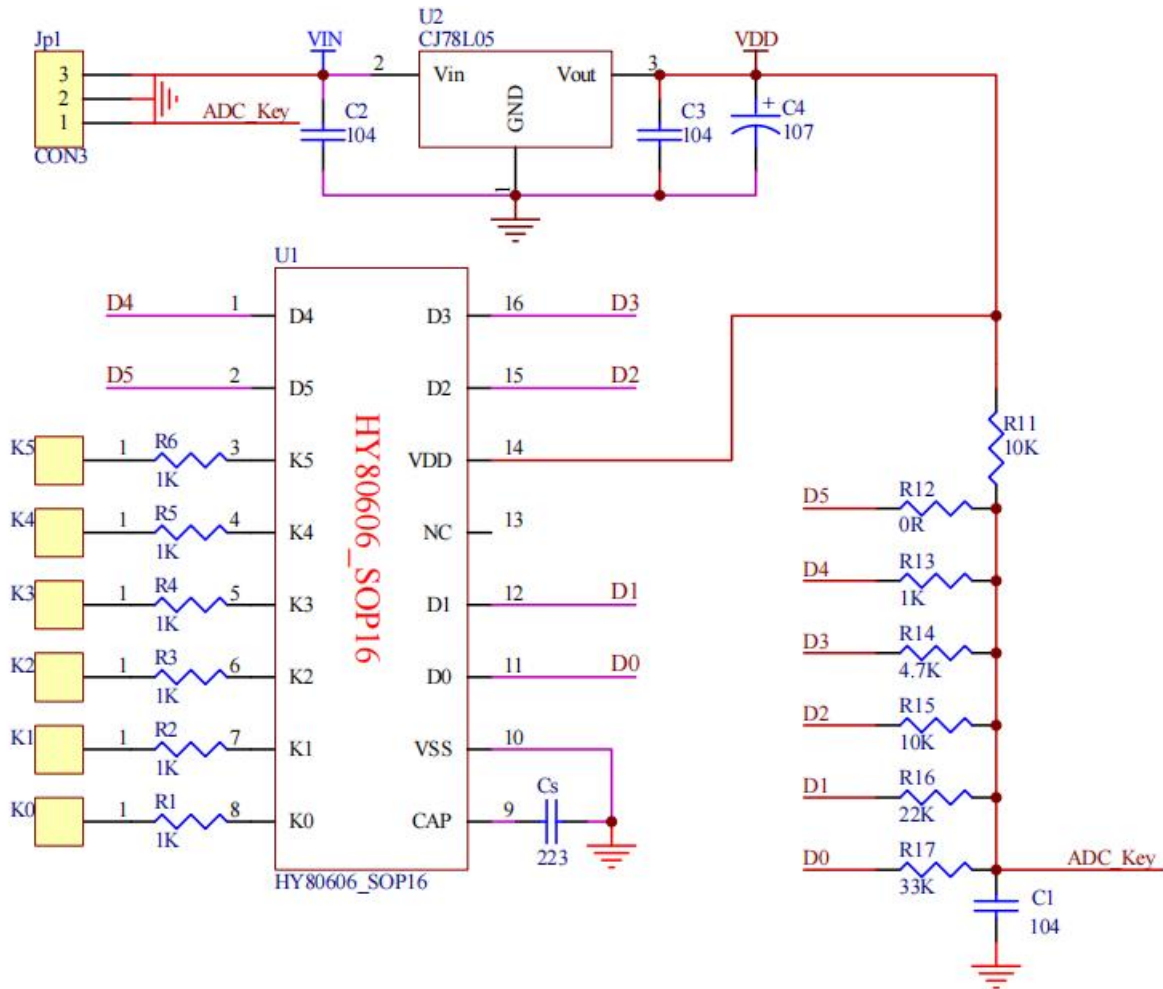 Jp1
3
2
1
CON3
ADC_Key
VIN
C2
104
U2
CJ78L05
2
Vin
Vout
3
GND
1
VDD
C3
104
+
C4
107
U1
D4
1
D4
D3
16
D3
D5
2
D5
D2
15
D2
K5
1
R6
1K
3
K5
VDD
14
K4
1
R5
1K
4
K4
NC
13
K3
1
R4
1K
5
K3
D1
12
D1
K2
1
R3
1K
6
K2
D0
11
D0
K1
1
R2
1K
7
K1
VSS
10
K0
1
R1
1K
8
K0
CAP
9
Cs
223
HY80606_SOP16
HY80606_SOP16
R11
10K
D5
R12
0R
D4
R13
1K
D3
R14
4.7K
D2
R15
10K
D1
R16
22K
D0
R17
33K
ADC_Key
C1
104